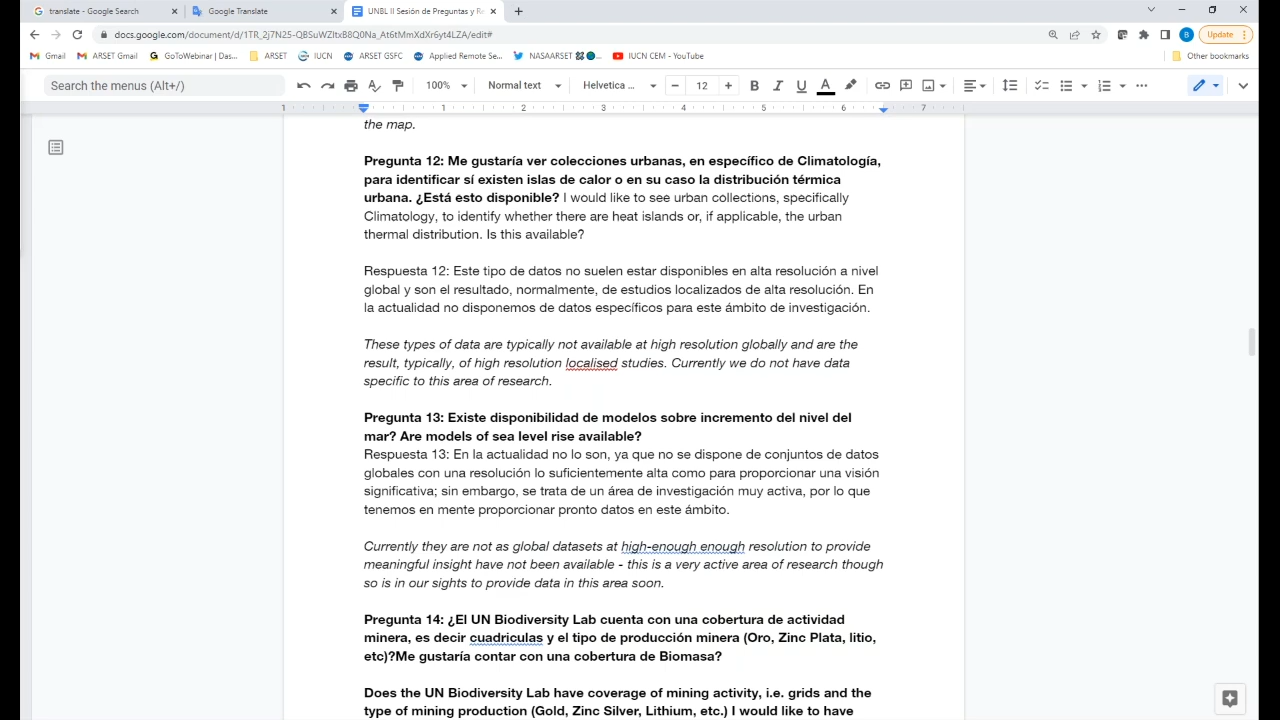 translate - Google Search
Google Translate
UNBL II Sesión de Preguntas y Re
docs.google.com/document/d/1TR_2j7N25-QBSuWZItxB8Q0Na_At6tMmXdXr6yt4LZA/edit#
B
Update
Gmail
ARSET Gmail
GoToWebinar | Das...
ARSET
IUCN
ARSET GSFC
Applied Remote Se...
NASAARSET
IUCN CEM - YouTube
Other bookmarks
Search the menus (Alt+/)
100%
Normal text
Helvetica ...
12
B I U A
1 1 2 3 4 5 6 7
the map.
Pregunta 12: Me gustaría ver colecciones urbanas, en específico de Climatología,
para identificar sí existen islas de calor o en su caso la distribución térmica
urbana. ¿Está esto disponible? I would like to see urban collections, specifically
Climatology, to identify whether there are heat islands or, if applicable, the urban
thermal distribution. Is this available?
Respuesta 12: Este tipo de datos no suelen estar disponibles en alta resolución a nivel
global y son el resultado, normalmente, de estudios localizados de alta resolución. En
la actualidad no disponemos de datos específicos para este ámbito de investigación.
These types of data are typically not available at high resolution globally and are the
result, typically, of high resolution localised studies. Currently we do not have data
specific to this area of research.
Pregunta 13: Existe disponibilidad de modelos sobre incremento del nivel del
mar? Are models of sea level rise available?
Respuesta 13: En la actualidad no lo son, ya que no se dispone de conjuntos de datos
globales con una resolución lo suficientemente alta como para proporcionar una visión
significativa; sin embargo, se trata de un área de investigación muy activa, por lo que
tenemos en mente proporcionar pronto datos en este ámbito.
Currently they are not as global datasets at high-enough enough resolution to provide
meaningful insight have not been available - this is a very active area of research though
so is in our sights to provide data in this area soon.
Pregunta 14: ¿El UN Biodiversity Lab cuenta con una cobertura de actividad
minera, es decir cuadriculas y el tipo de producción minera (Oro, Zinc Plata, litio,
etc)?Me gustaría contar con una cobertura de Biomasa?
Does the UN Biodiversity Lab have coverage of mining activity, i.e. grids and the
type of mining production (Gold, Zinc Silver, Lithium, etc.) I would like to have